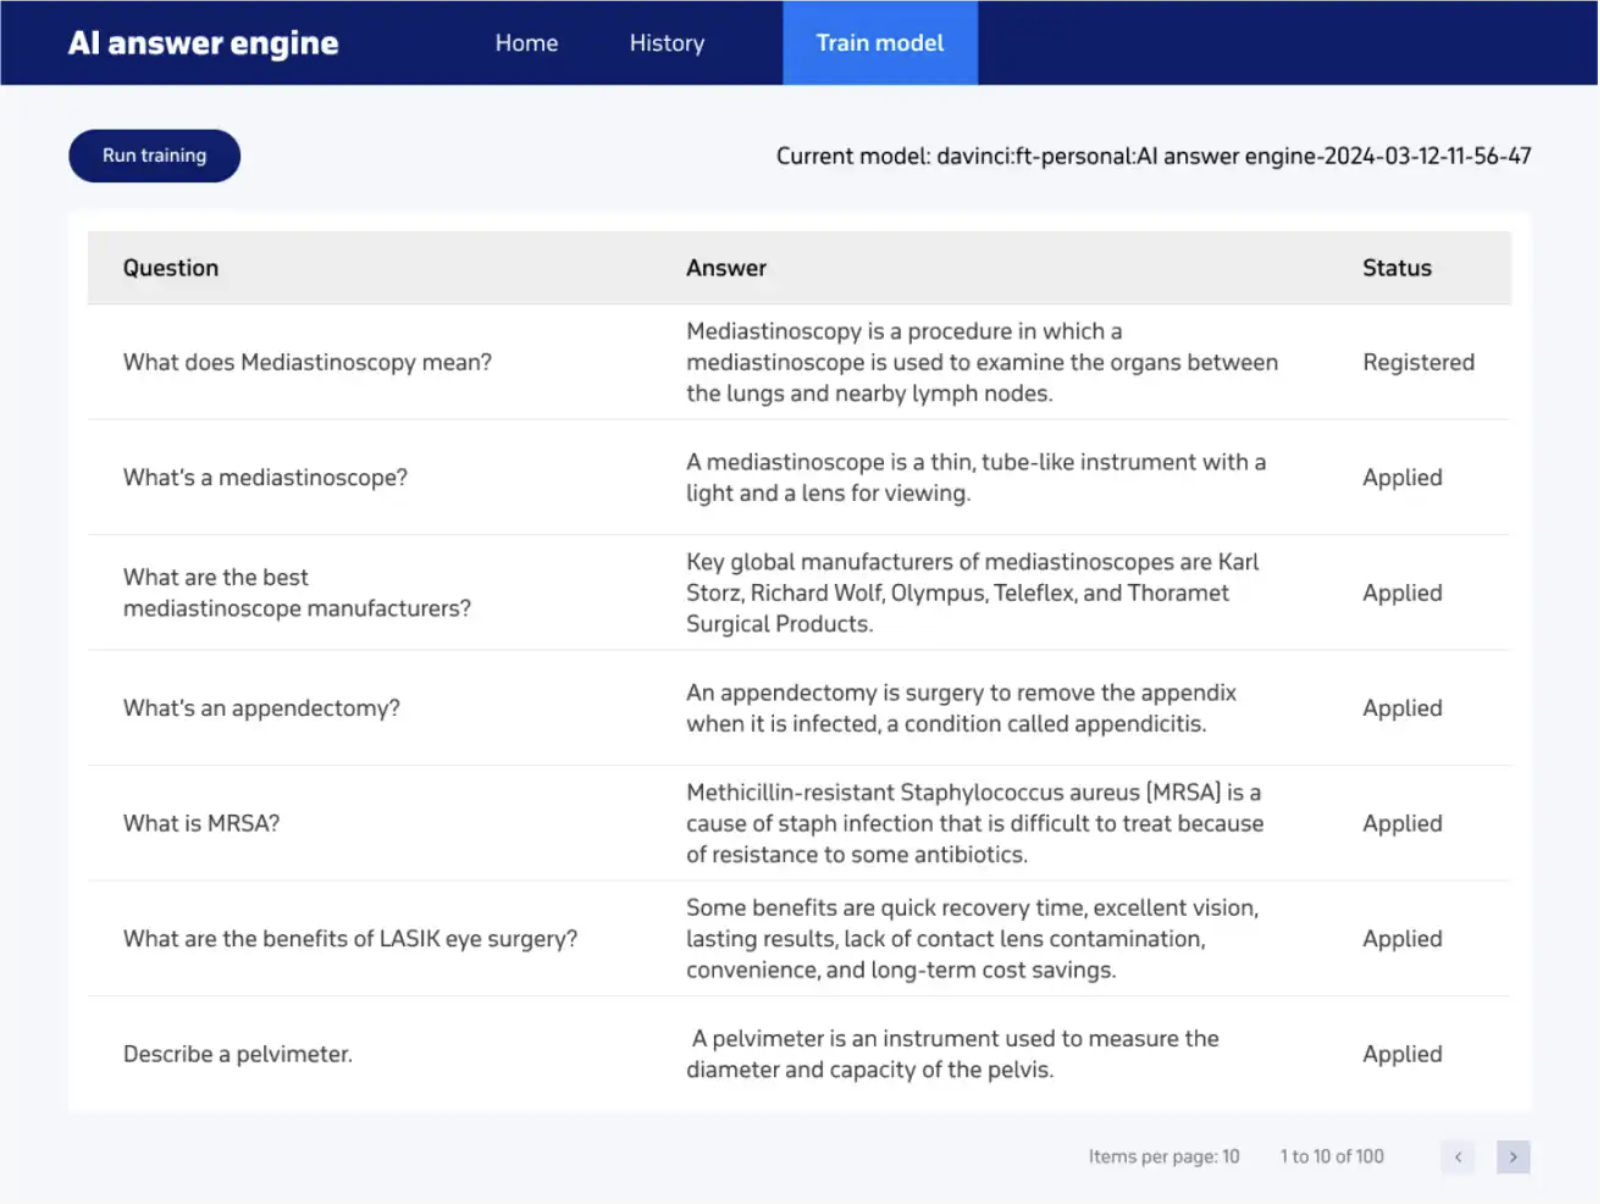 AI answer engine Home History Train model
Run training Current model: davinci:ft-personal:AI answer engine-2024-03-12-11-56-47
Question Answer Status
What does Mediastinoscopy mean?
Mediastinoscopy is a procedure in which a
mediastinoscope is used to examine the organs between
the lungs and nearby lymph nodes.
Registered
What's a mediastinoscope?
A mediastinoscope is a thin, tube-like instrument with a
light and a lens for viewing.
Applied
What are the best
mediastinoscope manufacturers?
Key global manufacturers of mediastinoscopes are Karl
Storz, Richard Wolf, Olympus, Teleflex, and Thoramet
Surgical Products.
Applied
What's an appendectomy?
An appendectomy is surgery to remove the appendix
when it is infected, a condition called appendicitis.
Applied
What is MRSA?
Methicillin-resistant Staphylococcus aureus [MRSA] is a
cause of staph infection that is difficult to treat because
of resistance to some antibiotics.
Applied
What are the benefits of LASIK eye surgery?
Some benefits are quick recovery time, excellent vision,
lasting results, lack of contact lens contamination,
convenience, and long-term cost savings.
Applied
Describe a pelvimeter.
A pelvimeter is an instrument used to measure the
diameter and capacity of the pelvis.
Applied
Items per page: 10 1 to 10 of 100 < >